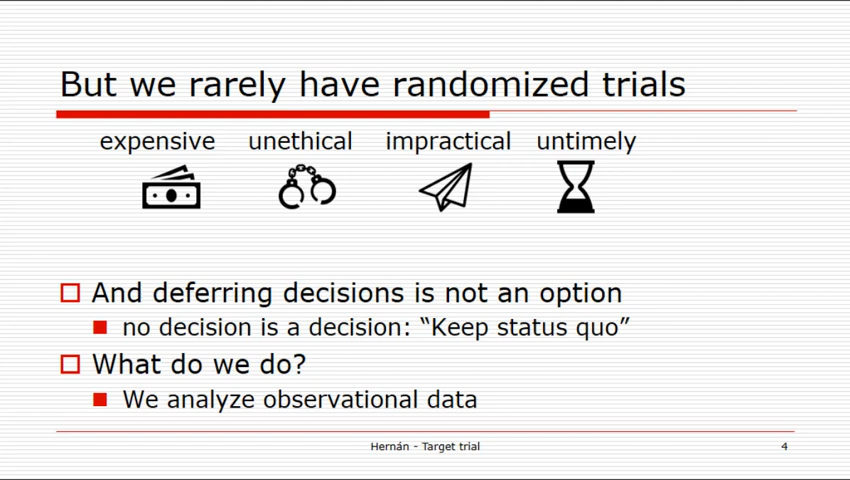 But we rarely have randomized trials
expensive unethical impractical untimely
And deferring decisions is not an option
no decision is a decision: “Keep status quo”
What do we do?
We analyze observational data
Hernán - Target trial 4